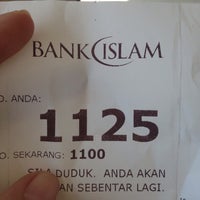 BANK ISLAM
O. ANDA:
1125
O. SEKARANG: 1100
SILA DUDUK. ANDA AKAN
AN SEBENTAR LAGI.